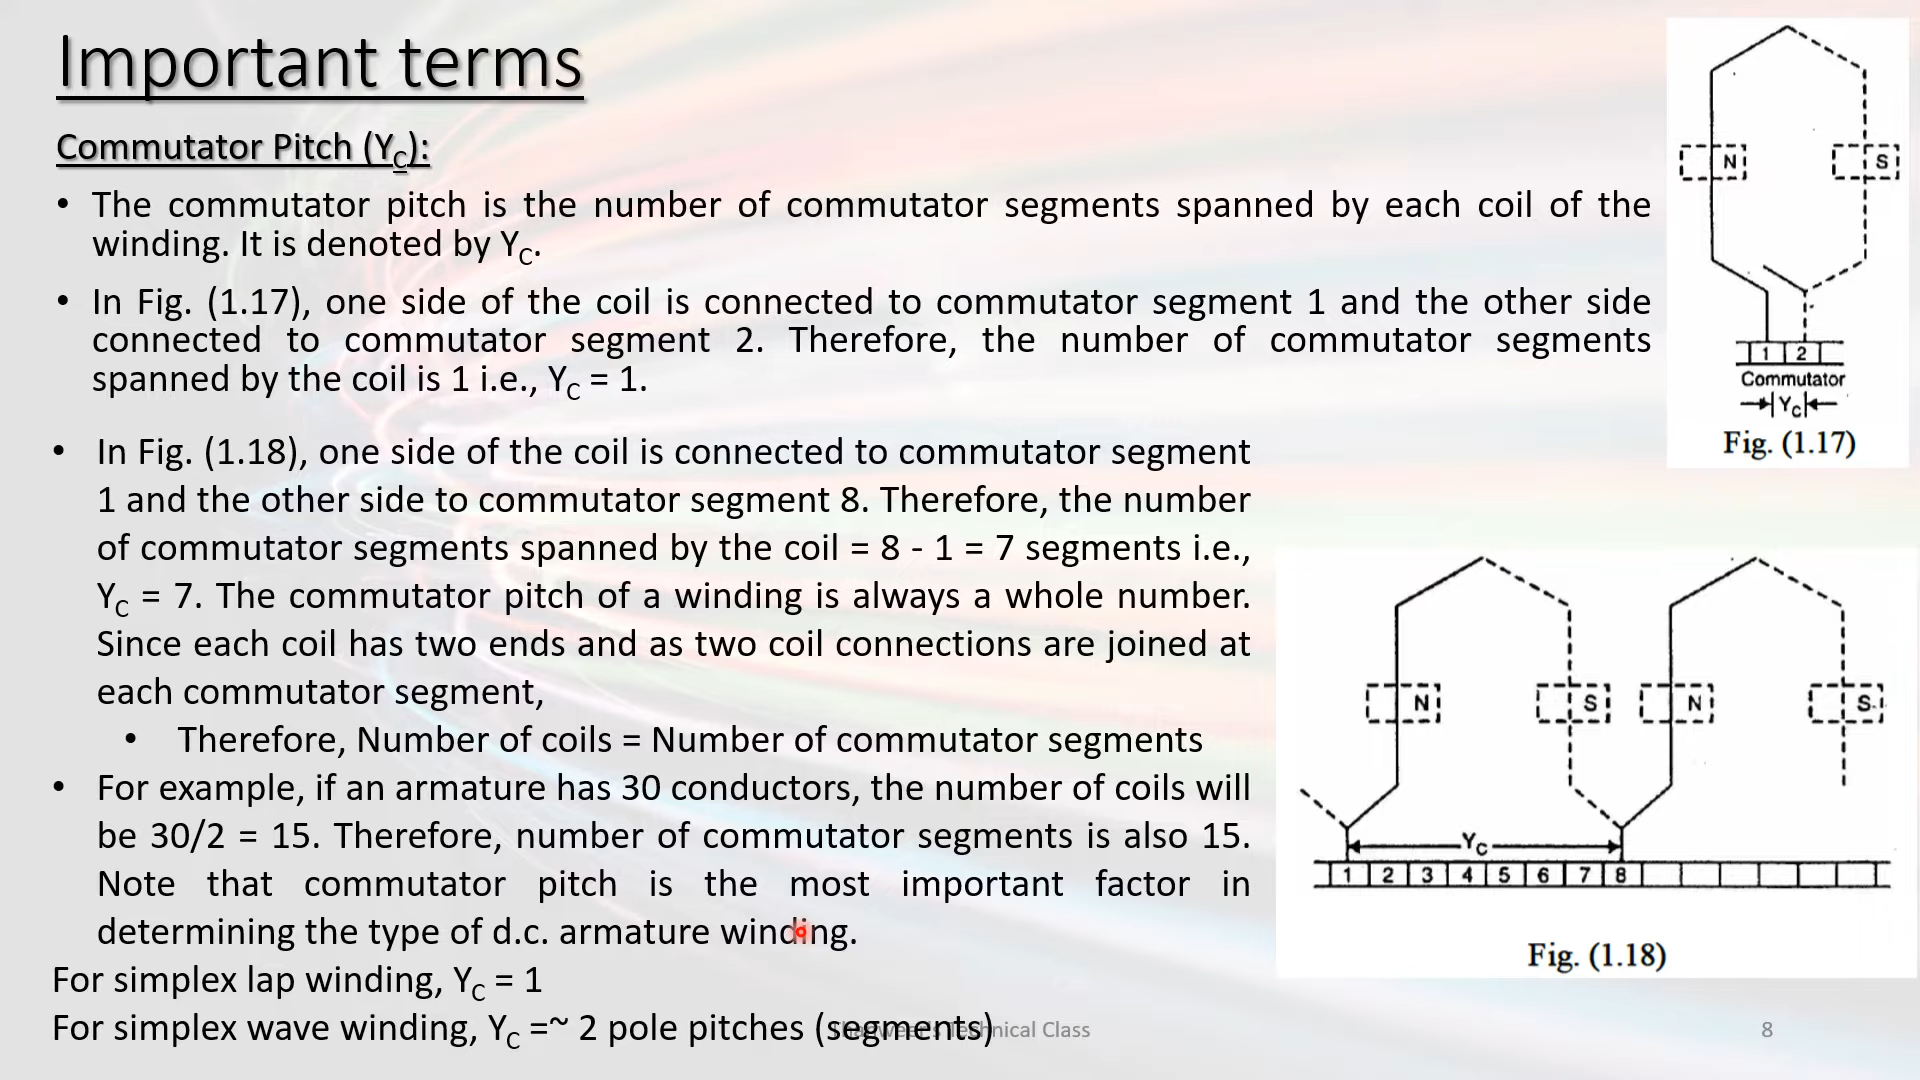 Important terms
Commutator Pitch (YC):
• The commutator pitch is the number of commutator segments spanned by each coil of the
winding. It is denoted by YC.
• In Fig. (1.17), one side of the coil is connected to commutator segment 1 and the other side
connected to commutator segment 2. Therefore, the number of commutator segments
spanned by the coil is 1 i.e., YC = 1.
N S
1 2
Commutator
YC
Fig. (1.17)
• In Fig. (1.18), one side of the coil is connected to commutator segment
1 and the other side to commutator segment 8. Therefore, the number
of commutator segments spanned by the coil = 8 - 1 = 7 segments i.e.,
YC = 7. The commutator pitch of a winding is always a whole number.
Since each coil has two ends and as two coil connections are joined at
each commutator segment,
• Therefore, Number of coils = Number of commutator segments
• For example, if an armature has 30 conductors, the number of coils will
be 30/2 = 15. Therefore, number of commutator segments is also 15.
Note that commutator pitch is the most important factor in
determining the type of d.c. armature winding.
For simplex lap winding, YC = 1
For simplex wave winding, YC =~ 2 pole pitches (segments)
N S N S
YC
1 2 3 4 5 6 7 8
Fig. (1.18)
Technical Class
8